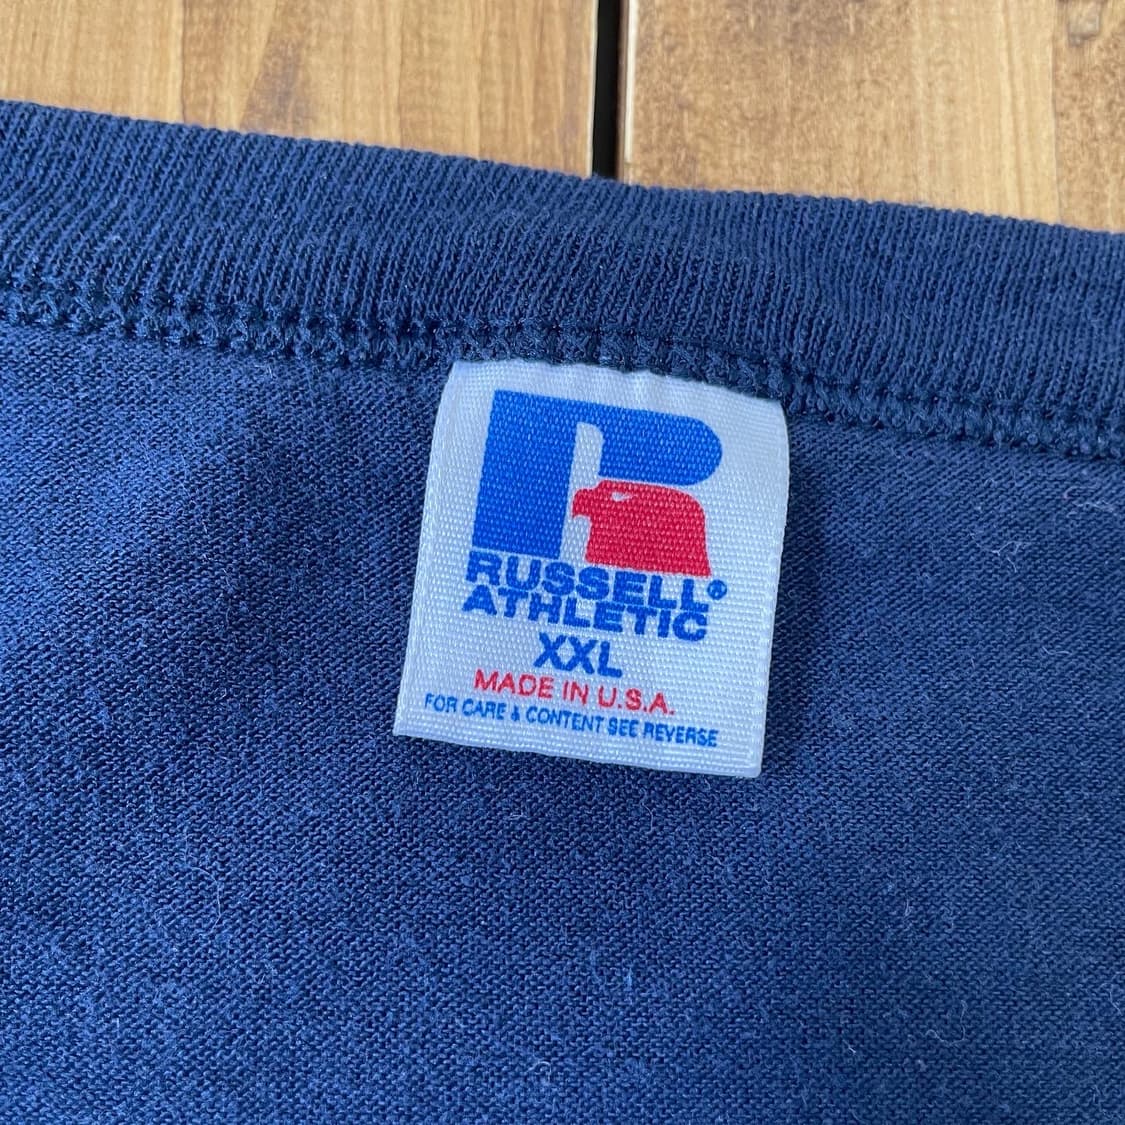 RUSSELL®
ATHLETIC
XXL
MADE IN U.S.A.
FOR CARE & CONTENT SEE REVERSE